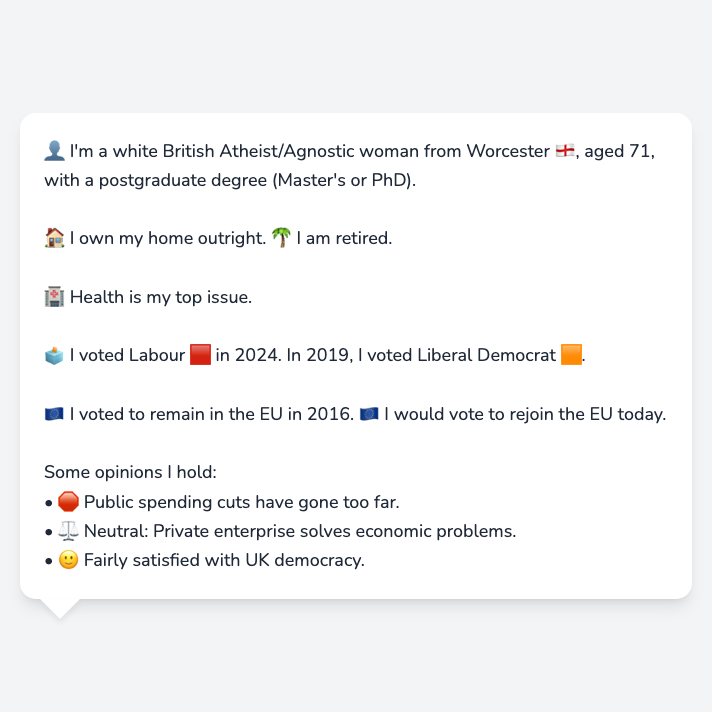 👤 I'm a white British Atheist/Agnostic woman from Worcester 🏴󠁧󠁢󠁥󠁮󠁧󠁿, aged 71,
with a postgraduate degree (Master's or PhD).
🏠 I own my home outright. 🌴 I am retired.
🏥 Health is my top issue.
🗳️ I voted Labour 🟥 in 2024. In 2019, I voted Liberal Democrat 🟧.
🇪🇺 I voted to remain in the EU in 2016. 🇪🇺 I would vote to rejoin the EU today.
Some opinions I hold:
• 🛑 Public spending cuts have gone too far.
• ⚖️ Neutral: Private enterprise solves economic problems.
• 🙂 Fairly satisfied with UK democracy.